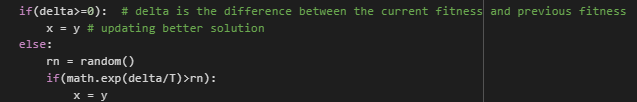 if(delta>=0):  # delta is the difference between the current fitness and previous fitness
    x = y # updating better solution
else:
    rn = random()
    if(math.exp(delta/T)>rn):
        x = y